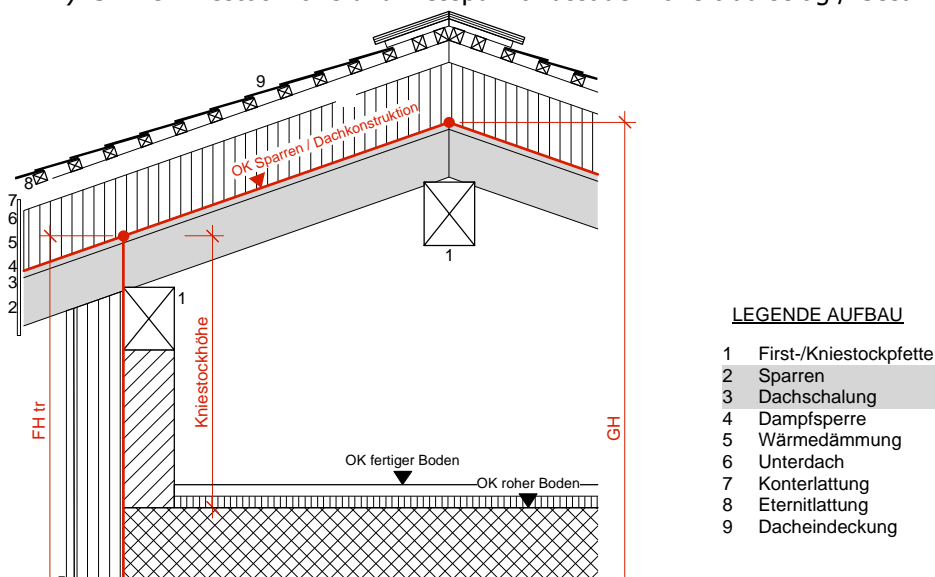 9
OK Sparren / Dachkonstruktion
8
7
6
5
4
3
2
1
1
FH tr
Kniestockhöhe
GH
OK fertiger Boden
OK roher Boden
LEGENDE AUFBAU
1 First-/Kniestockpfette
2 Sparren
3 Dachschalung
4 Dampfsperre
5 Wärmedämmung
6 Unterdach
7 Konterlattung
8 Eternitlattung
9 Dacheindeckung